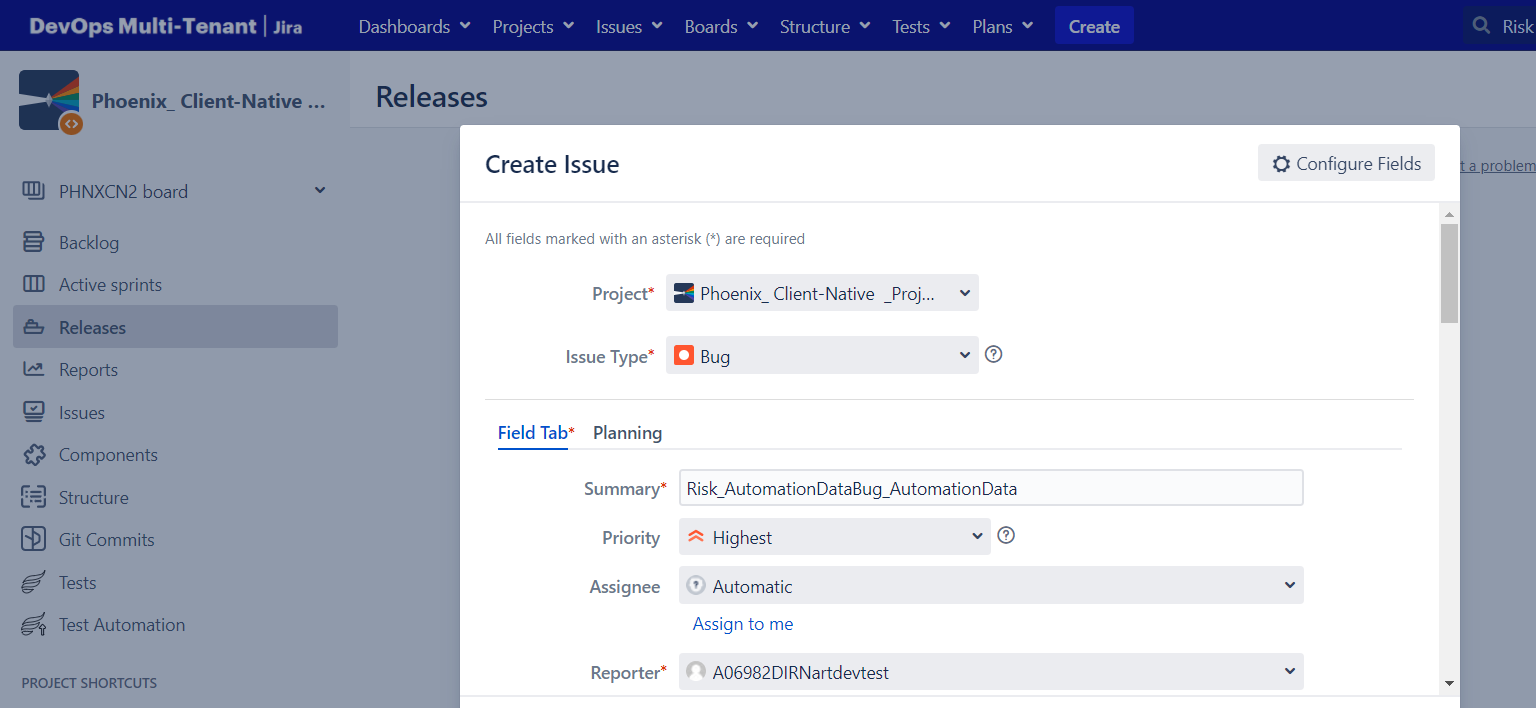 DevOps Multi-Tenant | Jira Dashboards Projects Issues Boards Structure Tests Plans Create Risk
Phoenix_ Client-Native ...
Releases
PHNXCN2 board
Backlog
Active sprints
Releases
Reports
Issues
Components
Structure
Git Commits
Tests
Test Automation
PROJECT SHORTCUTS
t a problem
Create Issue
Configure Fields
All fields marked with an asterisk (*) are required
Project* Phoenix_ Client-Native _Proj...
Issue Type* Bug
Field Tab* Planning
Summary* Risk_AutomationDataBug_AutomationData
Priority Highest
Assignee Automatic
Assign to me
Reporter* A06982DIRNartdevtest